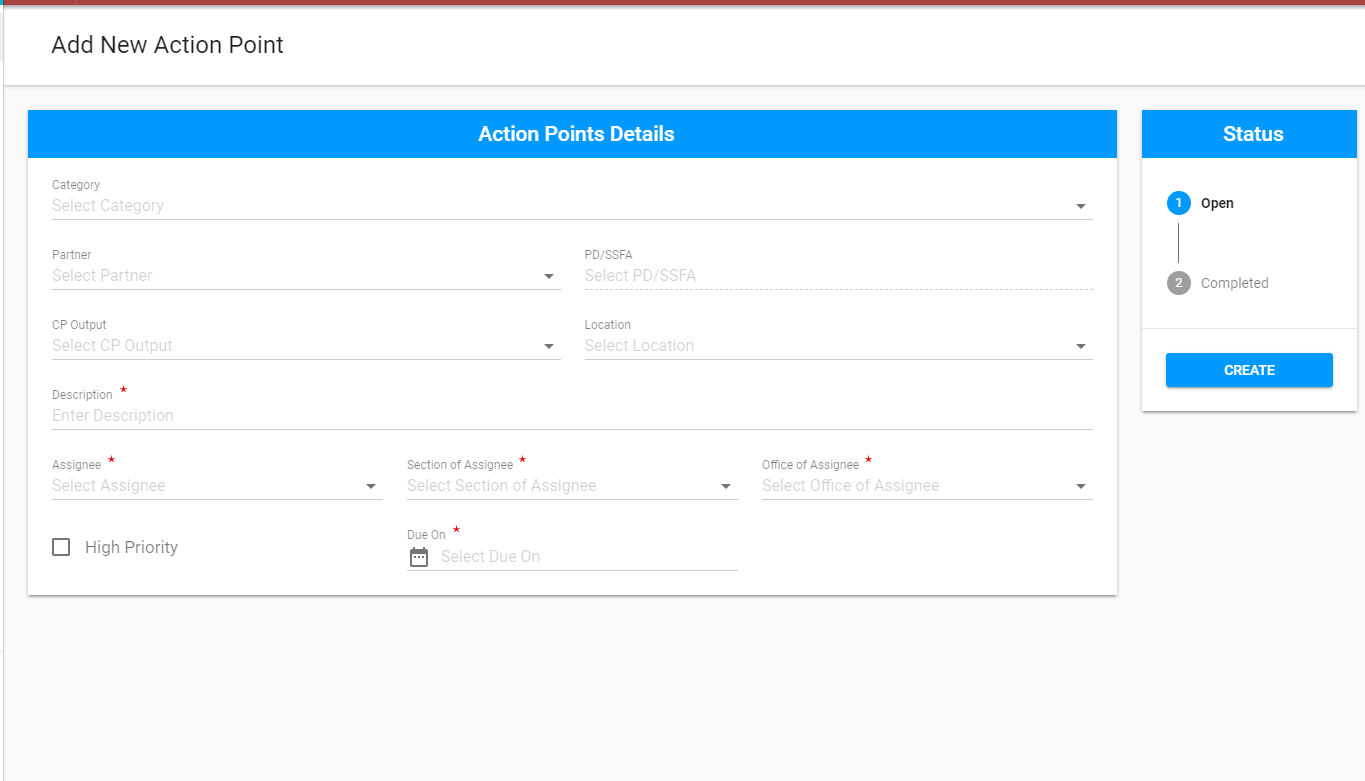 Add New Action Point
Action Points Details
Category
Select Category
Partner
PD/SSFA
Select Partner
Select PD/SSFA
CP Output
Location
Select CP Output
Select Location
Description *
Enter Description
Assignee *
Section of Assignee *
Office of Assignee *
Select Assignee
Select Section of Assignee
Select Office of Assignee
High Priority
Due On *
Select Due On
Status
1 Open
2 Completed
CREATE